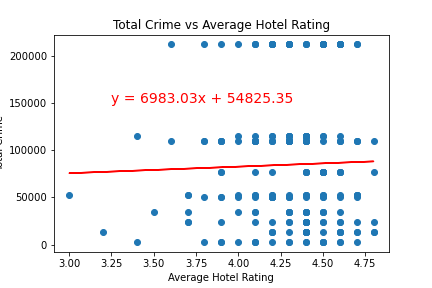 Total Crime vs Average Hotel Rating
200000
150000
100000
50000
0
y = 6983.03x + 54825.35
3.00 3.25 3.50 3.75 4.00 4.25 4.50 4.75
Average Hotel Rating